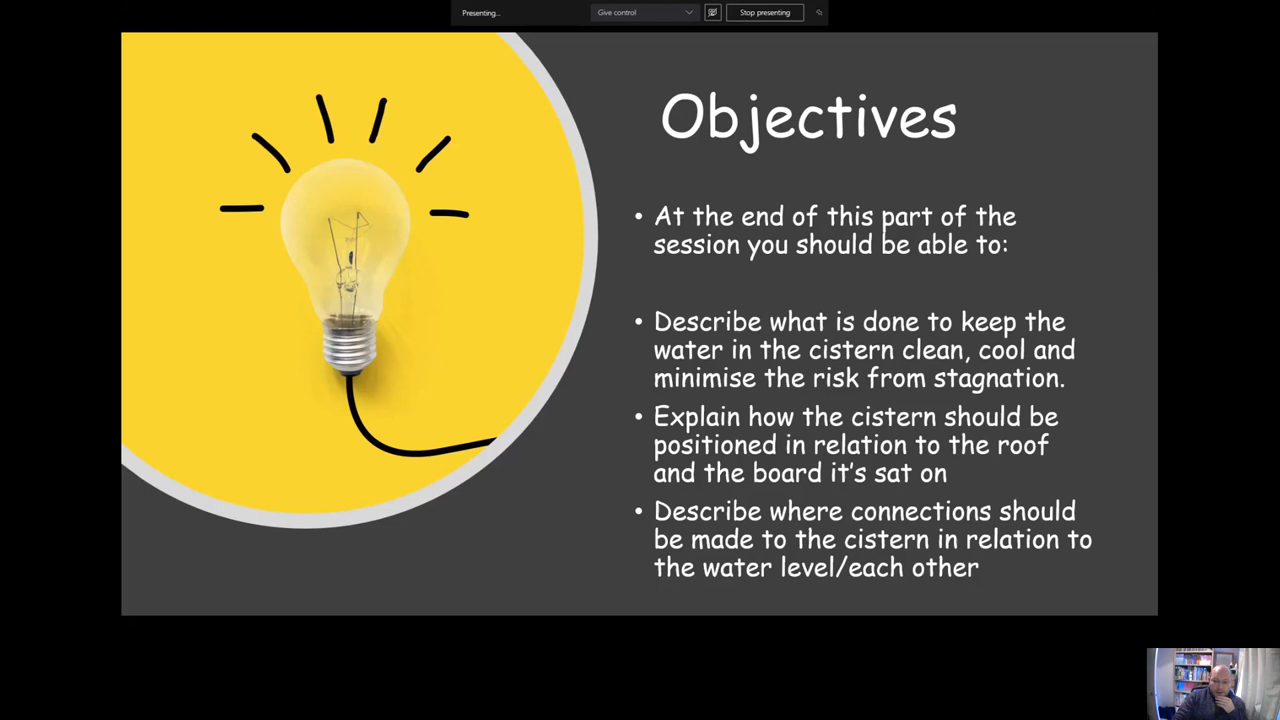 Presenting...
Give control
Stop presenting
Objectives
• At the end of this part of the
session you should be able to:
• Describe what is done to keep the
water in the cistern clean, cool and
minimise the risk from stagnation.
• Explain how the cistern should be
positioned in relation to the roof
and the board it's sat on
• Describe where connections should
be made to the cistern in relation to
the water level/each other